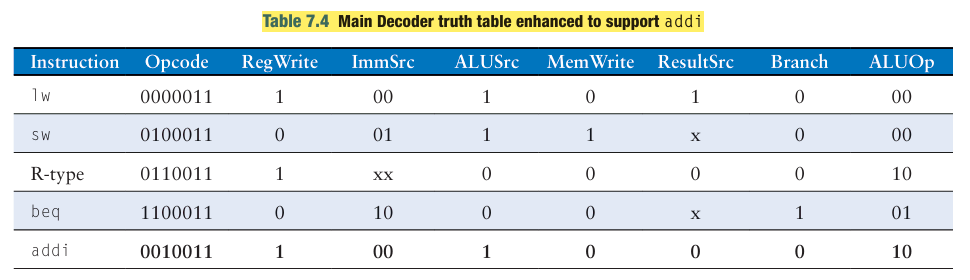 Table 7.4 Main Decoder truth table enhanced to support addi
Instruction Opcode RegWrite ImmSrc ALUSrc MemWrite ResultSrc Branch ALUOp
lw 0000011 1 00 1 0 1 0 00
sw 0100011 0 01 1 1 x 0 00
R-type 0110011 1 xx 0 0 0 0 10
beq 1100011 0 10 0 0 x 1 01
addi 0010011 1 00 1 0 0 0 10